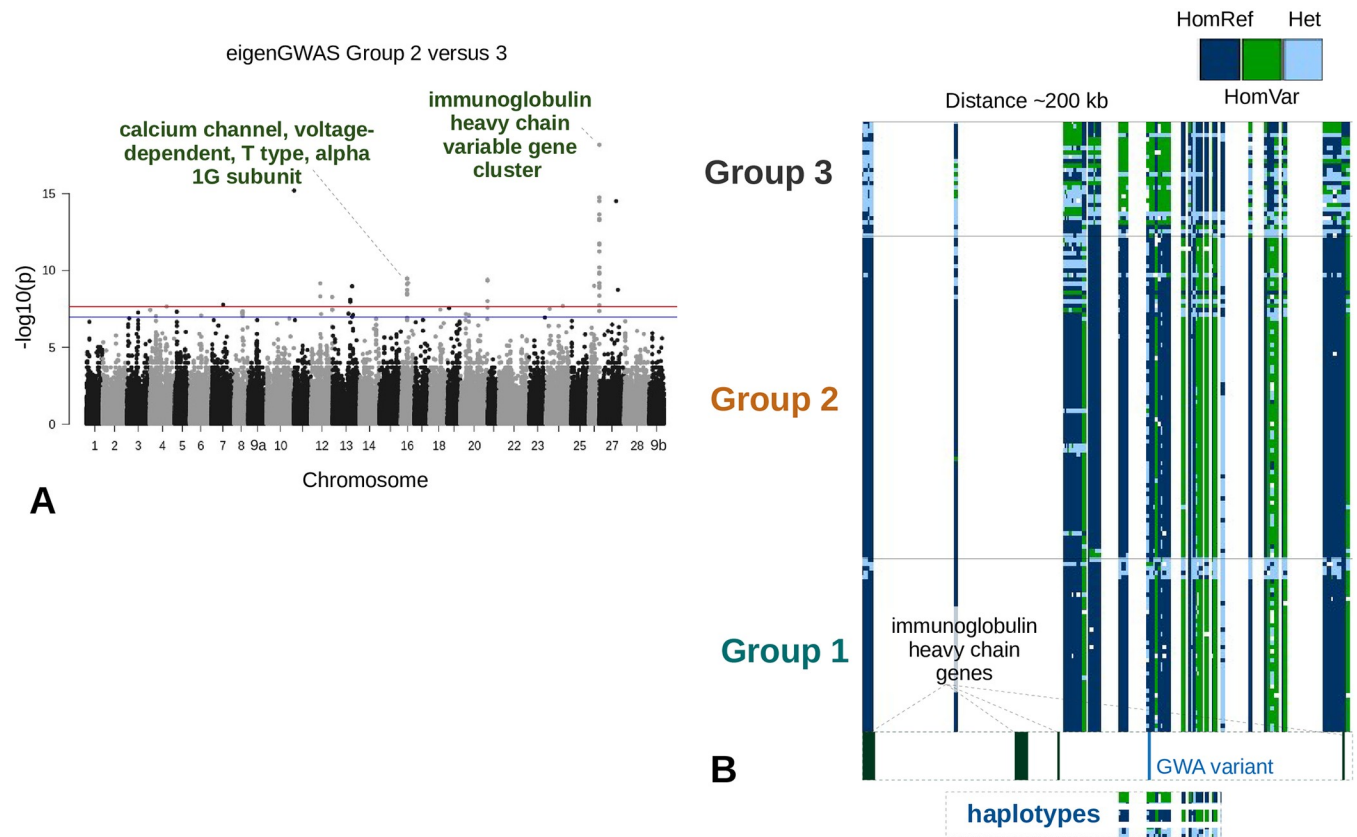 eigenGWAS Group 2 versus 3
calcium channel, voltage-
dependent, T type, alpha
1G subunit
immunoglobulin
heavy chain
variable gene
cluster
-log10(p)
15
10
5
0
1 2 3 4 5 6 7 8 9a 10 12 13 14 16 18 20 22 23 25 27 28 9b
Chromosome
A
HomRef Het
HomVar
Distance ~200 kb
Group 3
Group 2
Group 1
immunoglobulin
heavy chain
genes
GWA variant
B
haplotypes